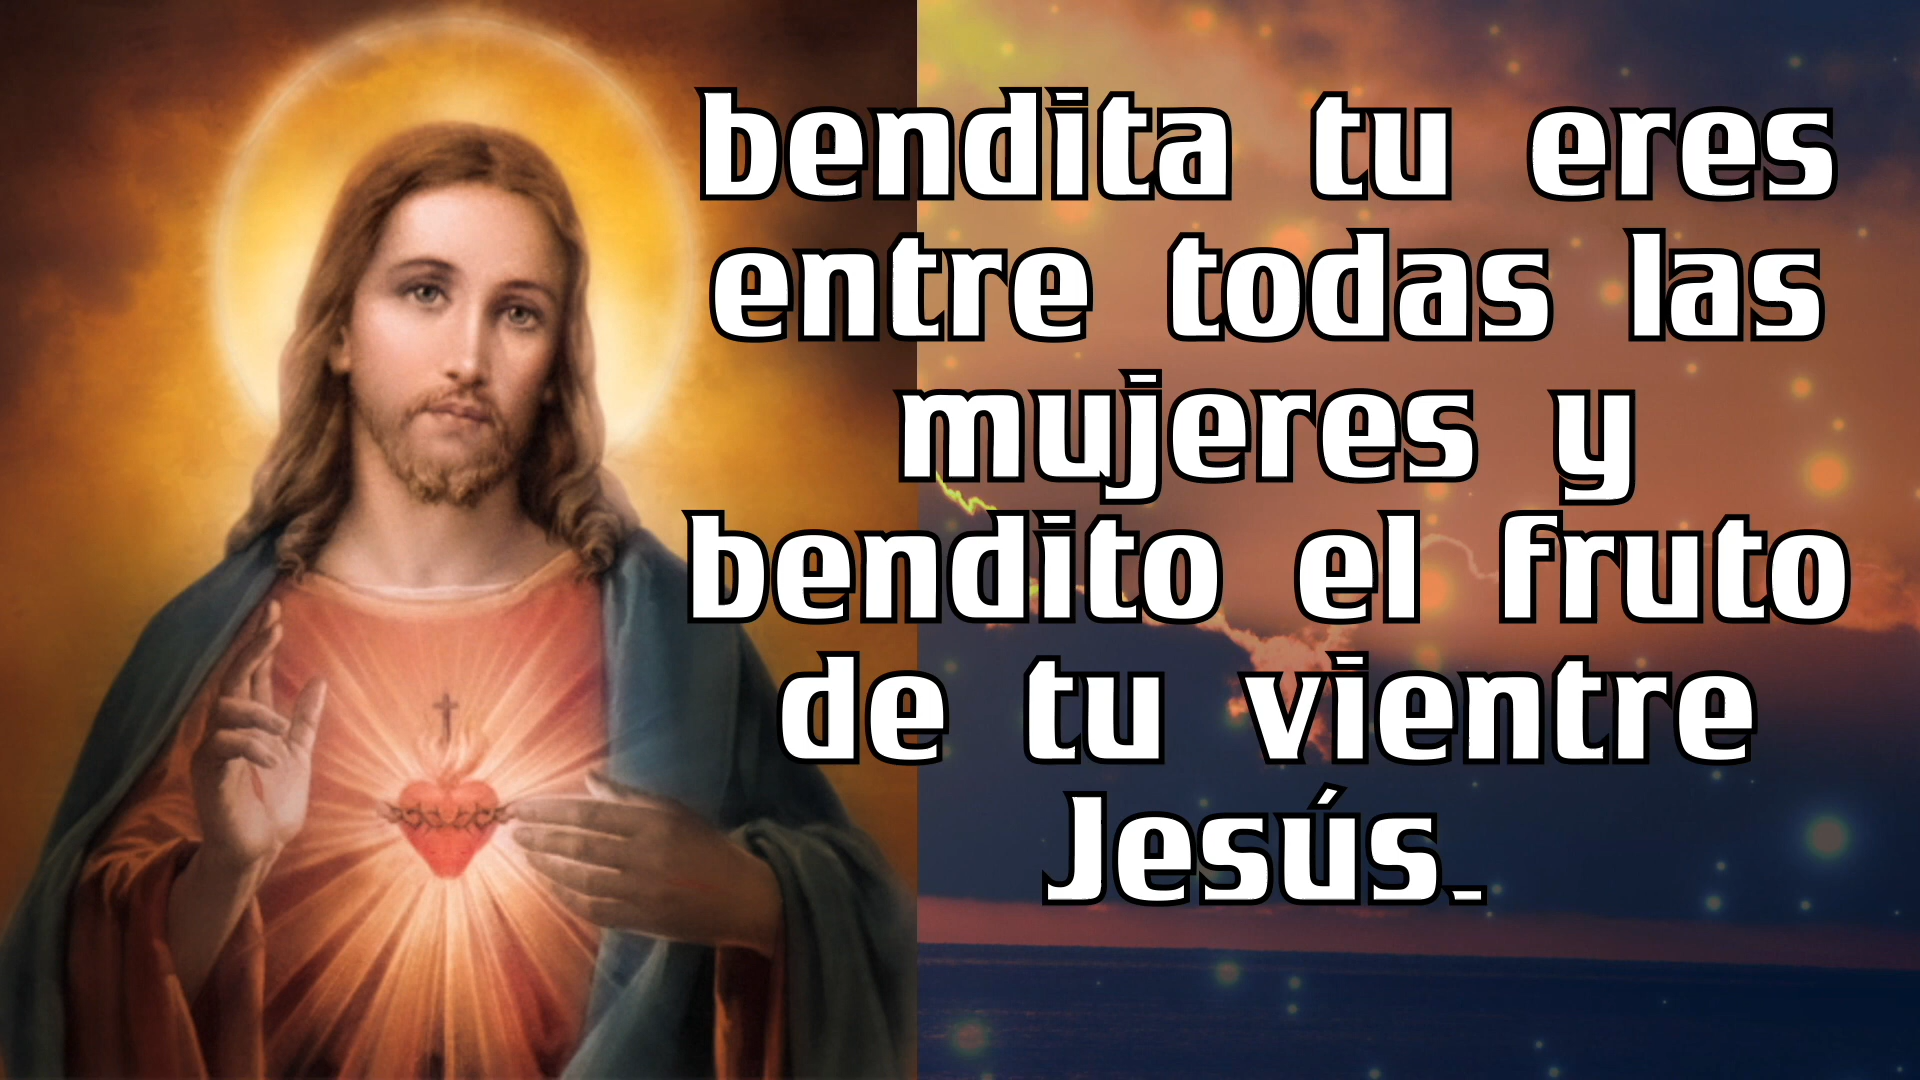 bendita tu eres
entre todas las
mujeres y
bendito el fruto
de tu vientre
Jesús.